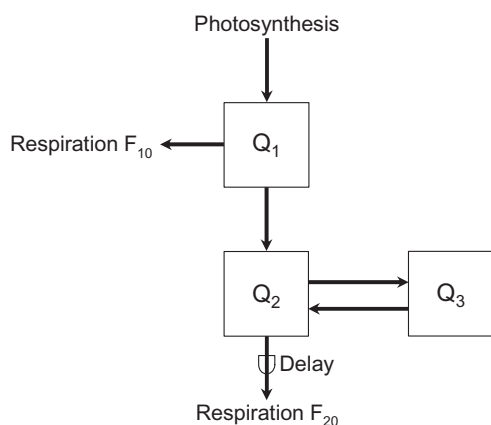 Photosynthesis
Respiration F₁₀
Q₁
Q₂
Q₃
Delay
Respiration F₂₀